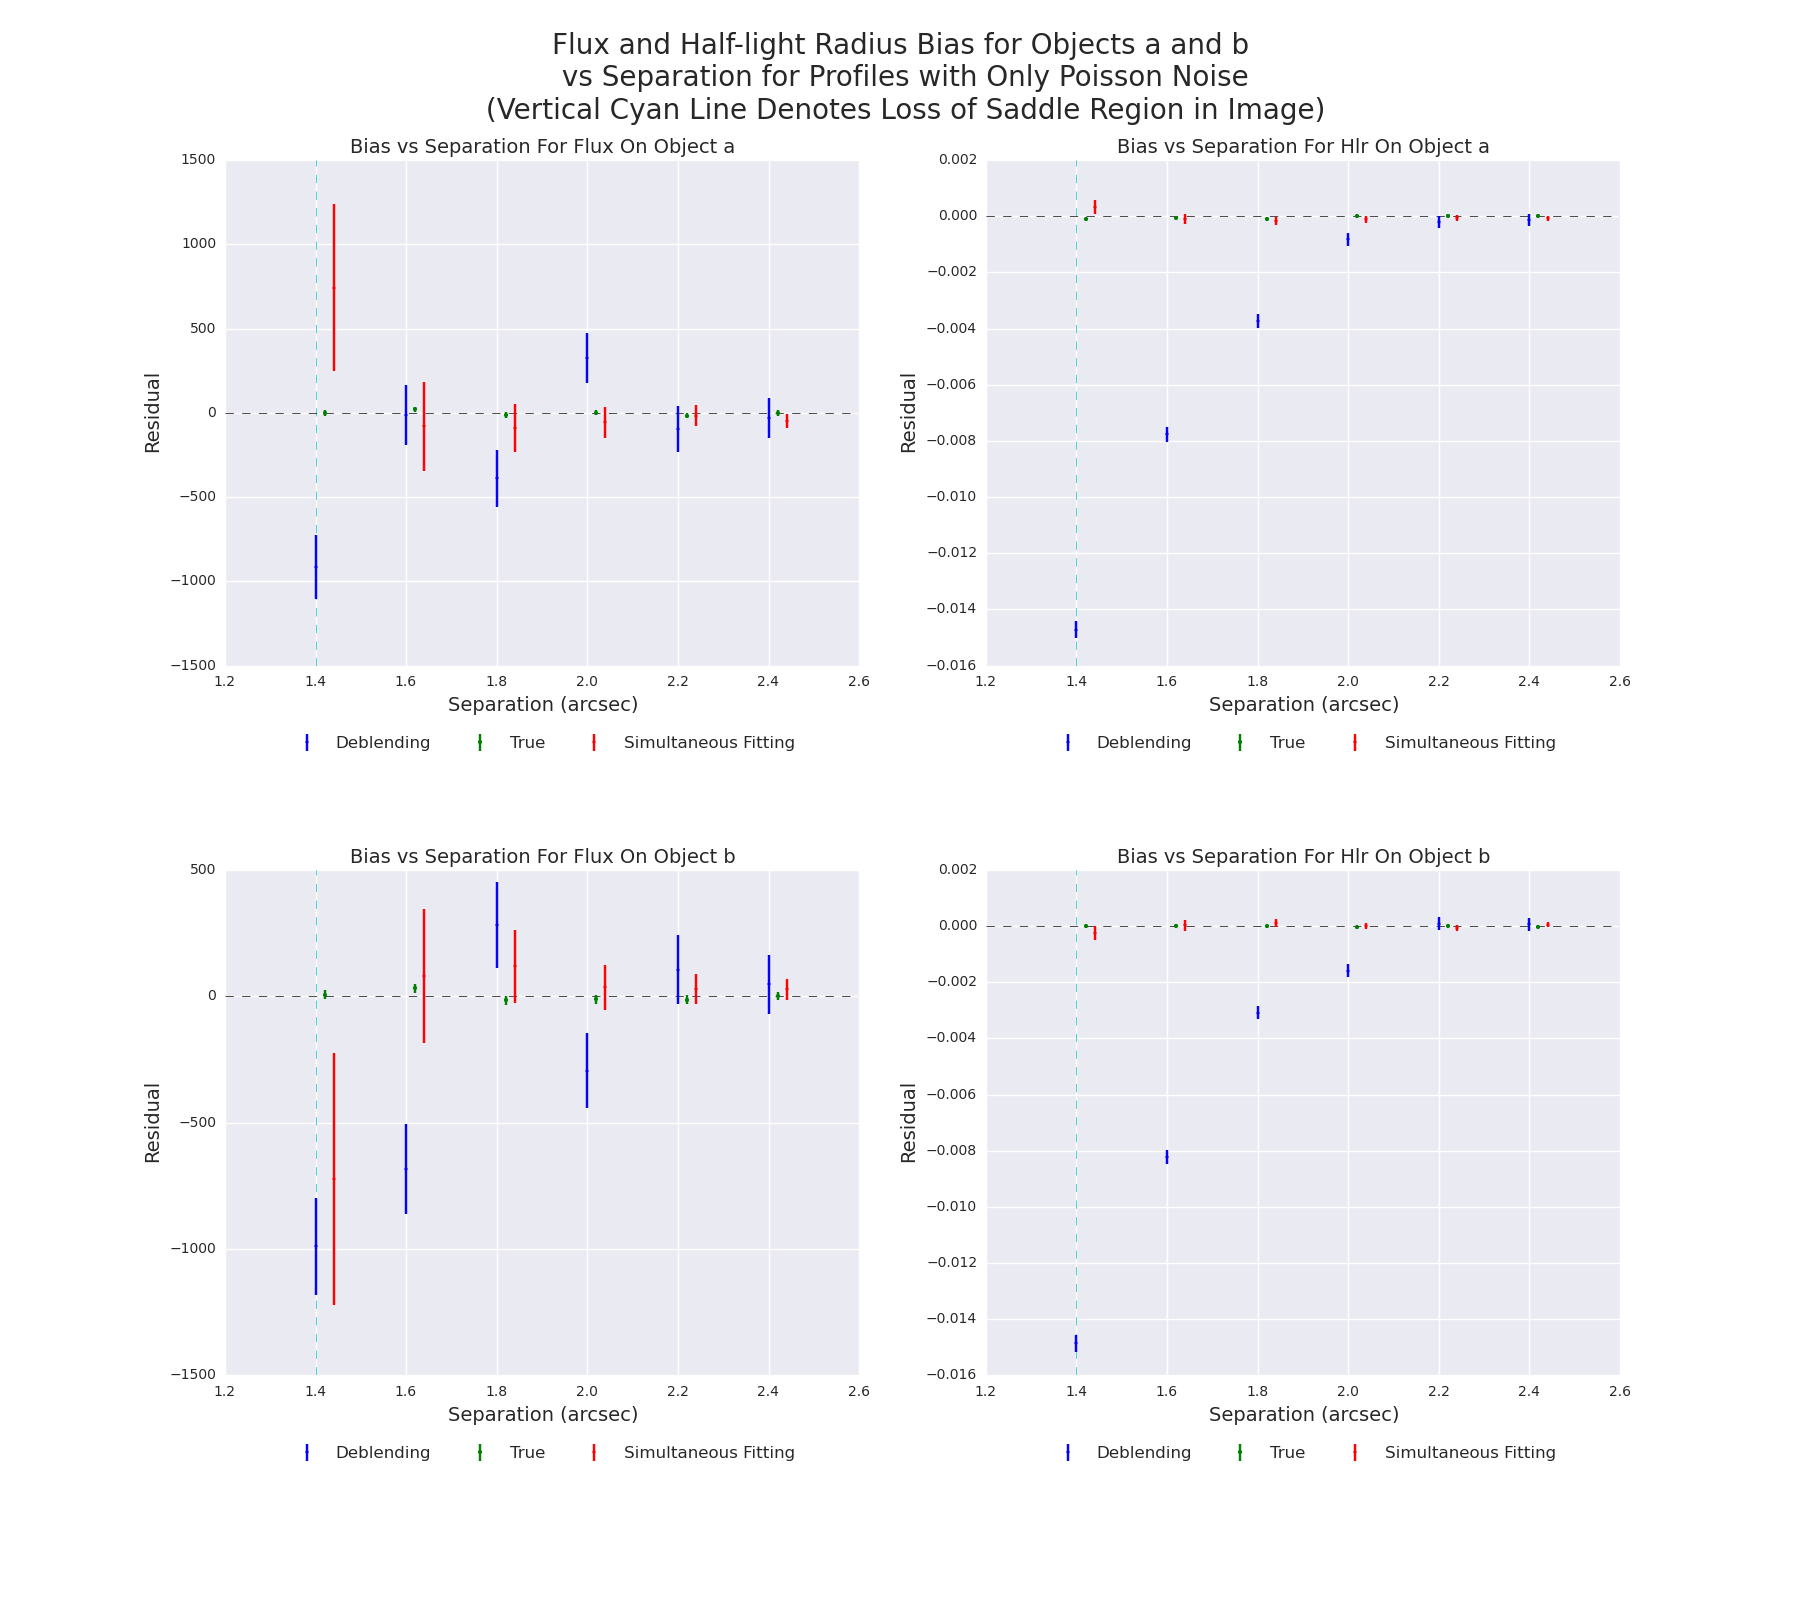 Flux and Half-light Radius Bias for Objects a and b
vs Separation for Profiles with Only Poisson Noise
(Vertical Cyan Line Denotes Loss of Saddle Region in Image)
Bias vs Separation For Flux On Object a
1500
1000
500
0
−500
−1000
−1500
Residual
1.2 1.4 1.6 1.8 2.0 2.2 2.4 2.6
Separation (arcsec)
Deblending True Simultaneous Fitting
Bias vs Separation For Hlr On Object a
0.002
0.000
−0.002
−0.004
−0.006
−0.008
−0.010
−0.012
−0.014
−0.016
Residual
1.2 1.4 1.6 1.8 2.0 2.2 2.4 2.6
Separation (arcsec)
Deblending True Simultaneous Fitting
Bias vs Separation For Flux On Object b
500
0
−500
−1000
−1500
Residual
1.2 1.4 1.6 1.8 2.0 2.2 2.4 2.6
Separation (arcsec)
Deblending True Simultaneous Fitting
Bias vs Separation For Hlr On Object b
0.002
0.000
−0.002
−0.004
−0.006
−0.008
−0.010
−0.012
−0.014
−0.016
Residual
1.2 1.4 1.6 1.8 2.0 2.2 2.4 2.6
Separation (arcsec)
Deblending True Simultaneous Fitting